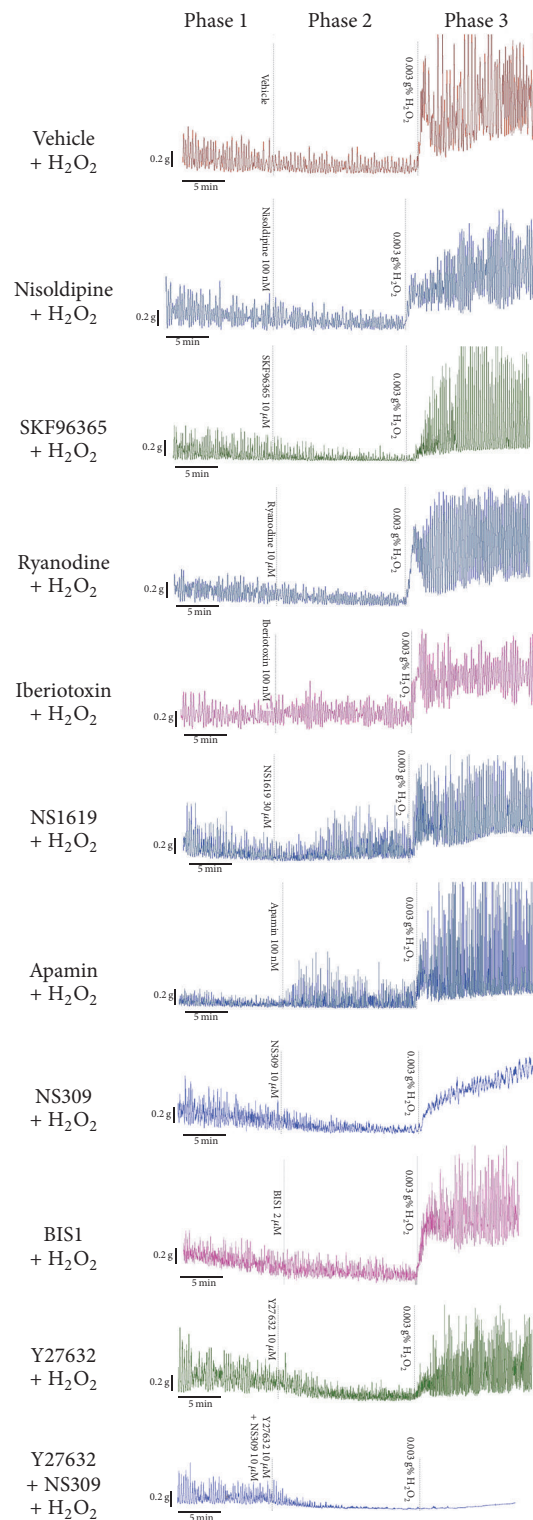 Phase 1 Phase 2 Phase 3
Vehicle
+ H₂O₂
Vehicle
0.003 g% H₂O₂
0.2 g
5 min
Nisoldipine
+ H₂O₂
Nisoldipine 100 nM
0.003 g% H₂O₂
0.2 g
5 min
SKF96365
+ H₂O₂
SKF96365 10 μM
0.003 g% H₂O₂
0.2 g
5 min
Ryanodine
+ H₂O₂
Ryanodine 10 μM
0.003 g% H₂O₂
0.2 g
5 min
Iberiotoxin
+ H₂O₂
Iberiotoxin 100 nM
0.003 g% H₂O₂
0.2 g
5 min
NS1619
+ H₂O₂
NS1619 30 μM
0.003 g% H₂O₂
0.2 g
5 min
Apamin
+ H₂O₂
Apamin 100 nM
0.003 g% H₂O₂
0.2 g
5 min
NS309
+ H₂O₂
NS309 10 μM
0.003 g% H₂O₂
0.2 g
5 min
BIS1
+ H₂O₂
BIS1 2 μM
0.003 g% H₂O₂
0.2 g
5 min
Y27632
+ H₂O₂
Y27632 10 μM
0.003 g% H₂O₂
0.2 g
5 min
Y27632
+ NS309
+ H₂O₂
Y27632 10 μM
+ NS309 10 μM
0.003 g% H₂O₂
0.2 g
5 min